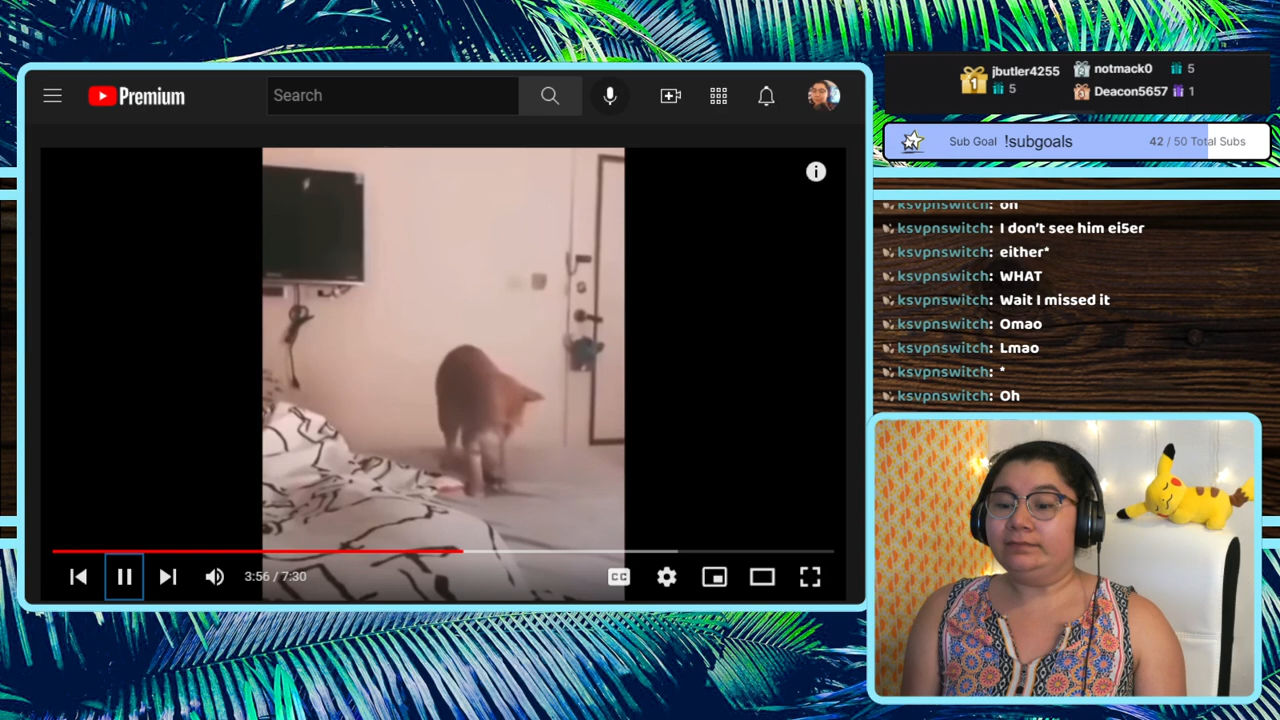 Premium
Search
jbutler4255
5
notmack0
5
Deacon5657
1
Sub Goal !subgoals
42 / 50 Total Subs
ksvpnswitch: on
ksvpnswitch: I don't see him ei5er
ksvpnswitch: either*
ksvpnswitch: WHAT
ksvpnswitch: Wait I missed it
ksvpnswitch: Omao
ksvpnswitch: Lmao
ksvpnswitch: *
ksvpnswitch: Oh
3:56 / 7:30
CC